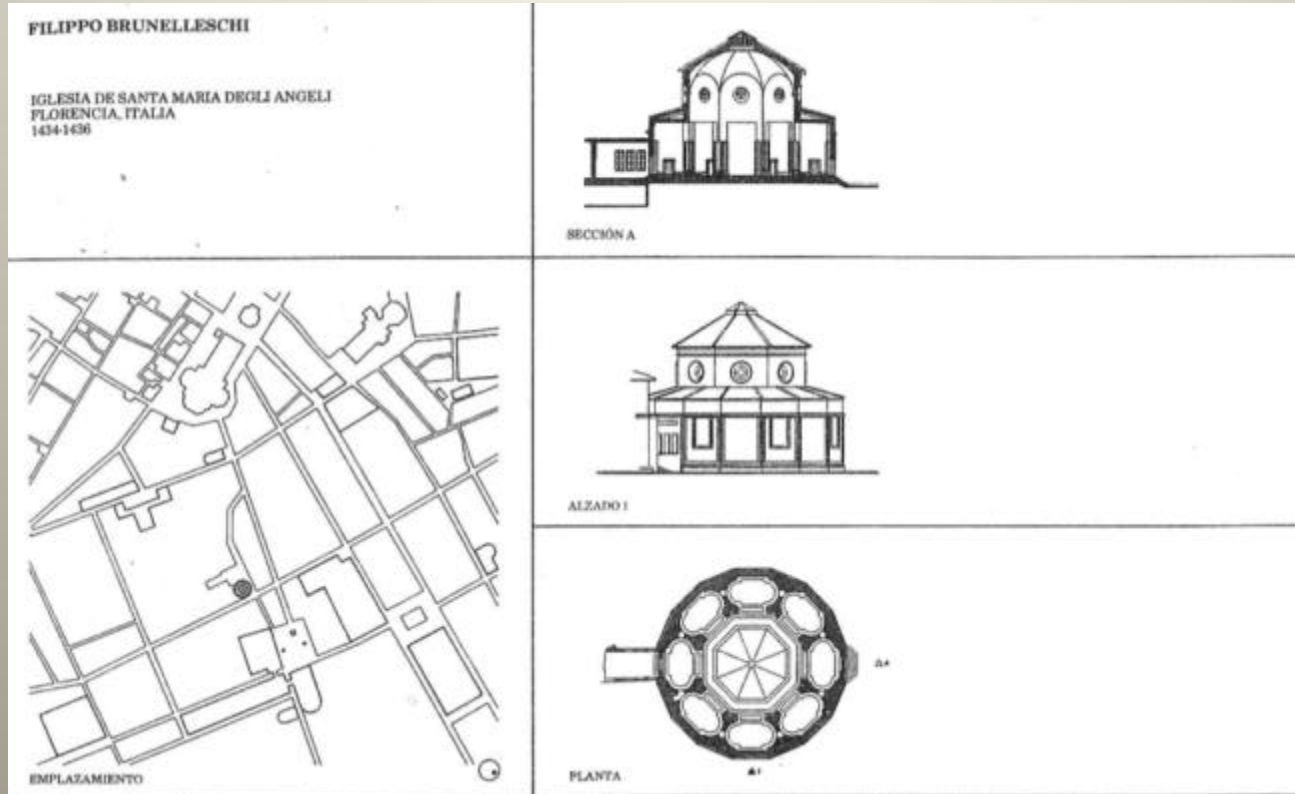 FILIPPO BRUNELLESCHI
IGLESIA DE SANTA MARIA DEGLI ANGELI
FLORENCIA, ITALIA
1434-1436
SECCIÓN A
ALZADO 1
EMPLAZAMIENTO
PLANTA